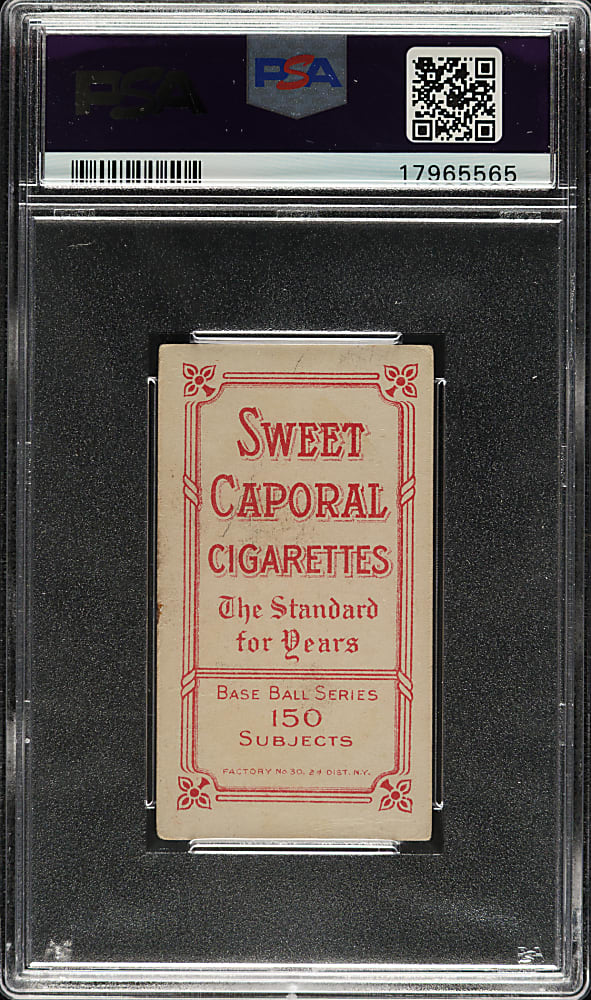 PSA
PSA
17965565
SWEET
CAPORAL
CIGARETTES
The Standard
for Years
BASE BALL SERIES
150
SUBJECTS
FACTORY No 30, 2d DIST. N.Y.